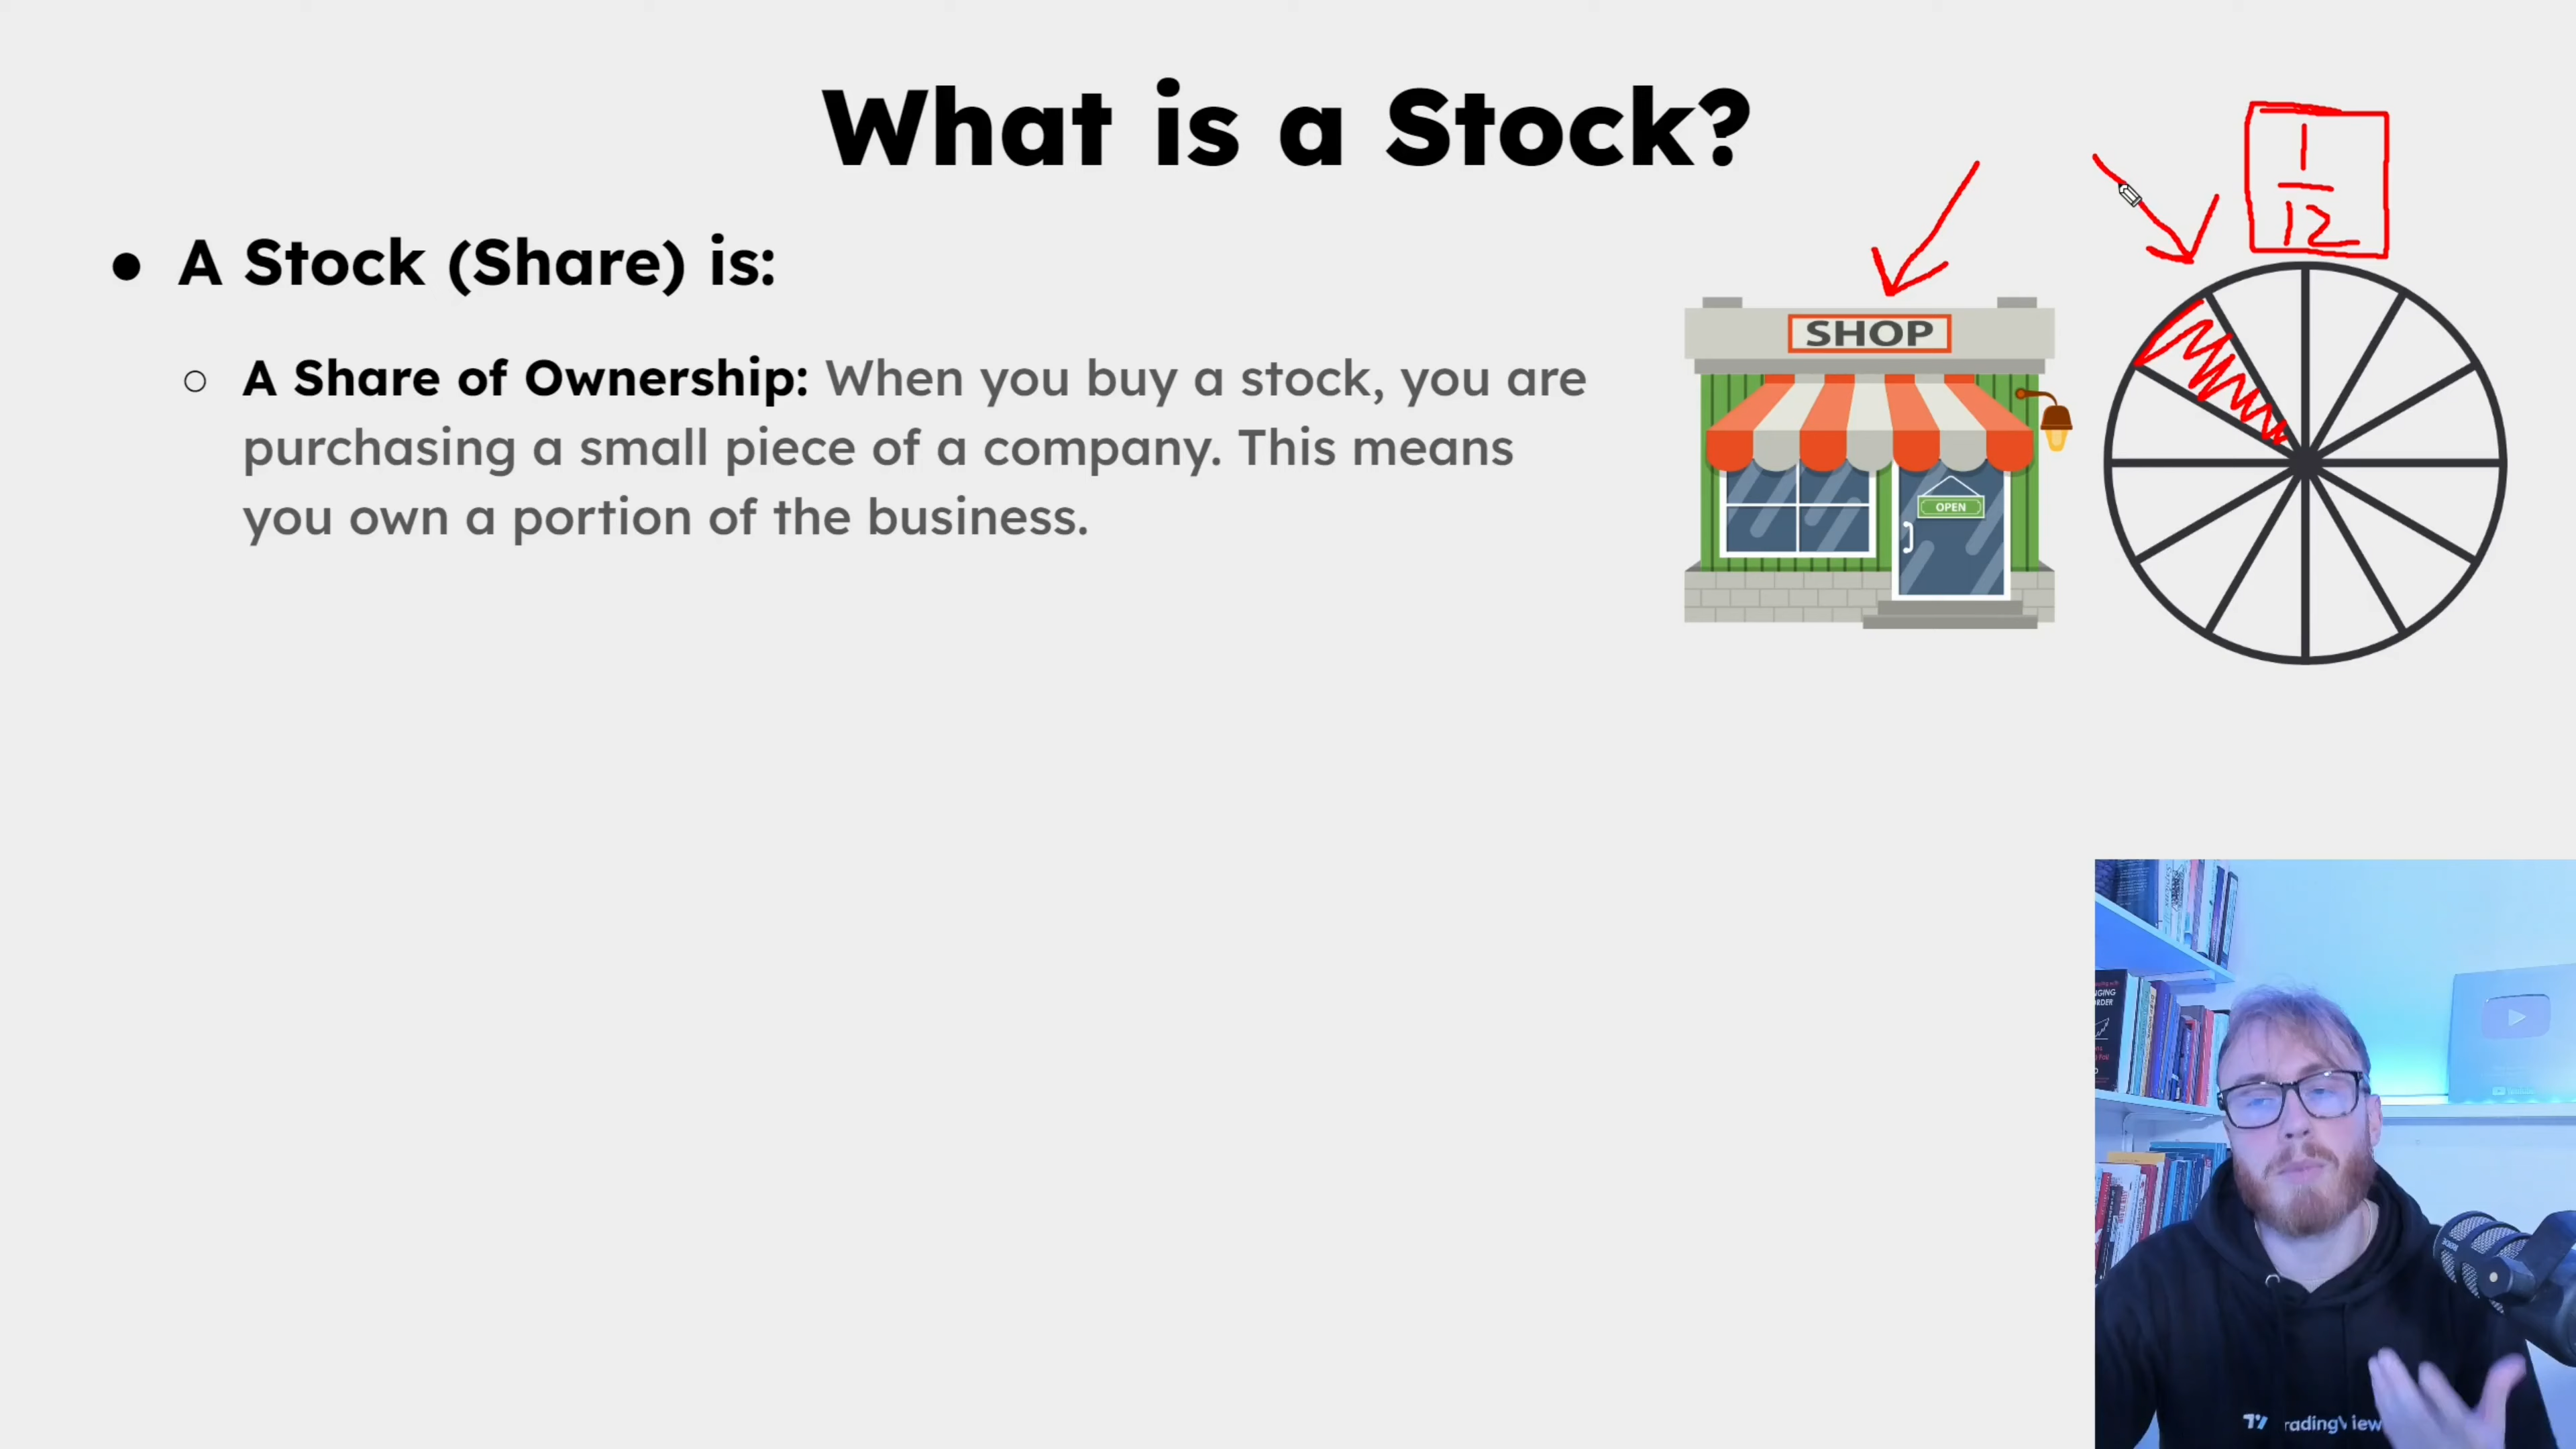 What is a Stock?
1
12
● A Stock (Share) is:
○ A Share of Ownership: When you buy a stock, you are
purchasing a small piece of a company. This means
you own a portion of the business.
SHOP
OPEN
radingView